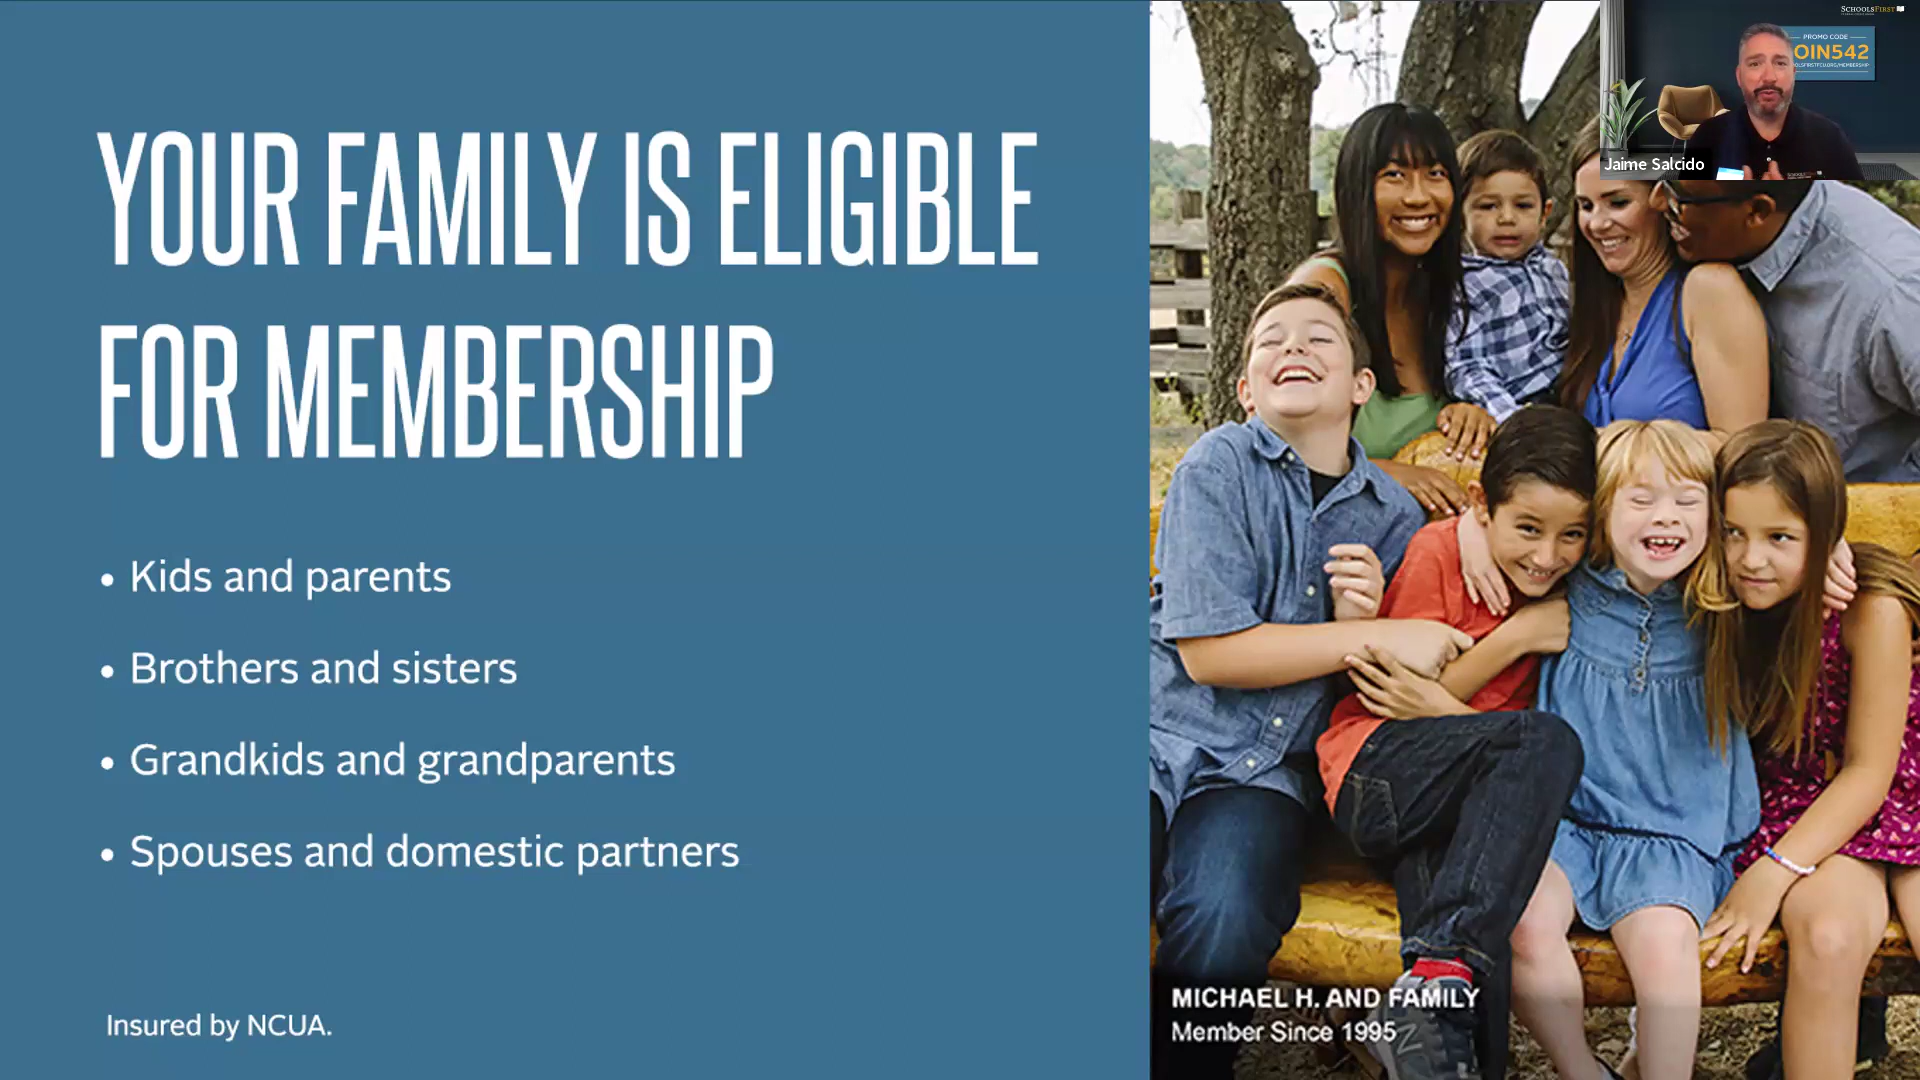 YOUR FAMILY IS ELIGIBLE
FOR MEMBERSHIP
• Kids and parents
• Brothers and sisters
• Grandkids and grandparents
• Spouses and domestic partners
Insured by NCUA.
MICHAEL H. AND FAMILY
Member Since 1995
SCHOOLSFIRST
PROMO CODE
OIN542
Jaime Salcido